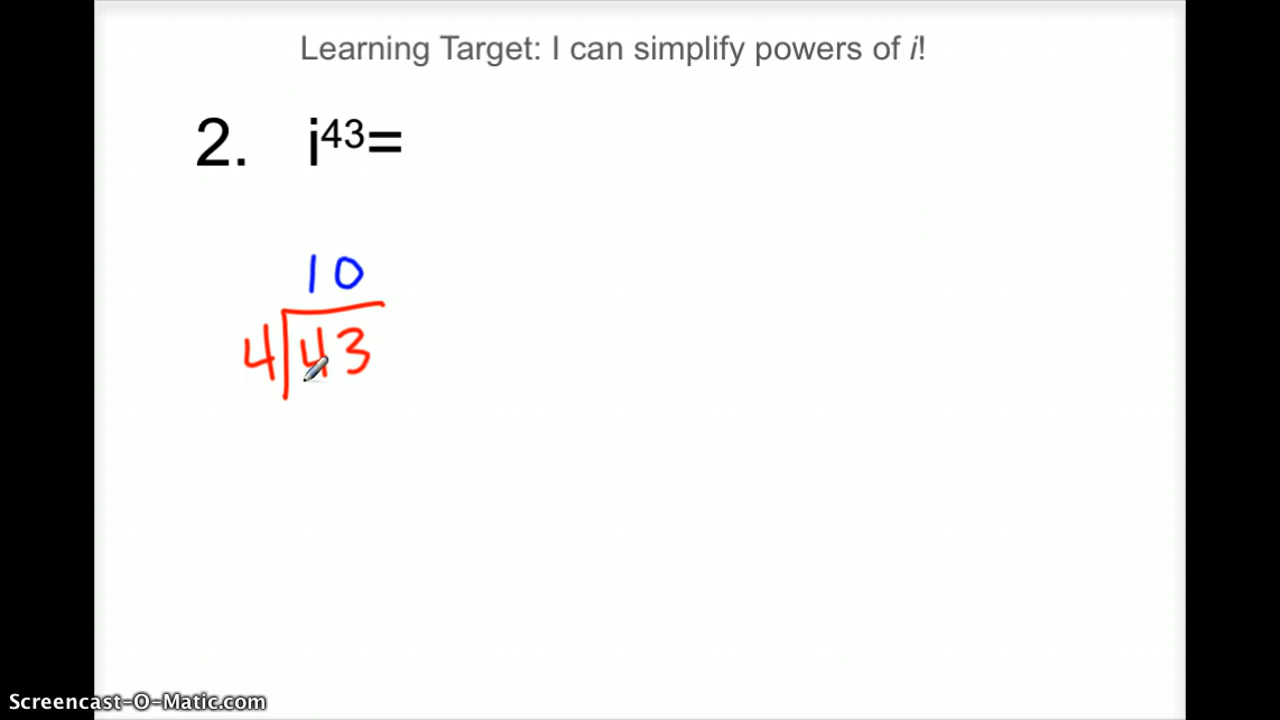 Learning Target: I can simplify powers of i!
2. i⁴³=
10
4 43
Screencast-O-Matic.com